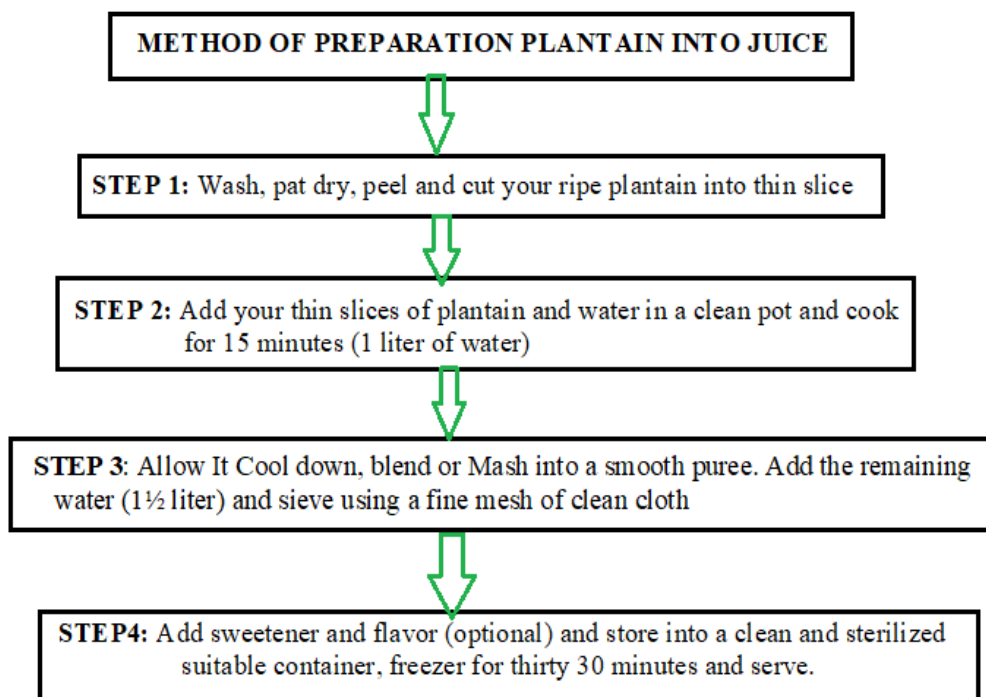 METHOD OF PREPARATION PLANTAIN INTO JUICE
STEP 1: Wash, pat dry, peel and cut your ripe plantain into thin slice
STEP 2: Add your thin slices of plantain and water in a clean pot and cook
for 15 minutes (1 liter of water)
STEP 3: Allow It Cool down, blend or Mash into a smooth puree. Add the remaining
water (1½ liter) and sieve using a fine mesh of clean cloth
STEP4: Add sweetener and flavor (optional) and store into a clean and sterilized
suitable container, freezer for thirty 30 minutes and serve.